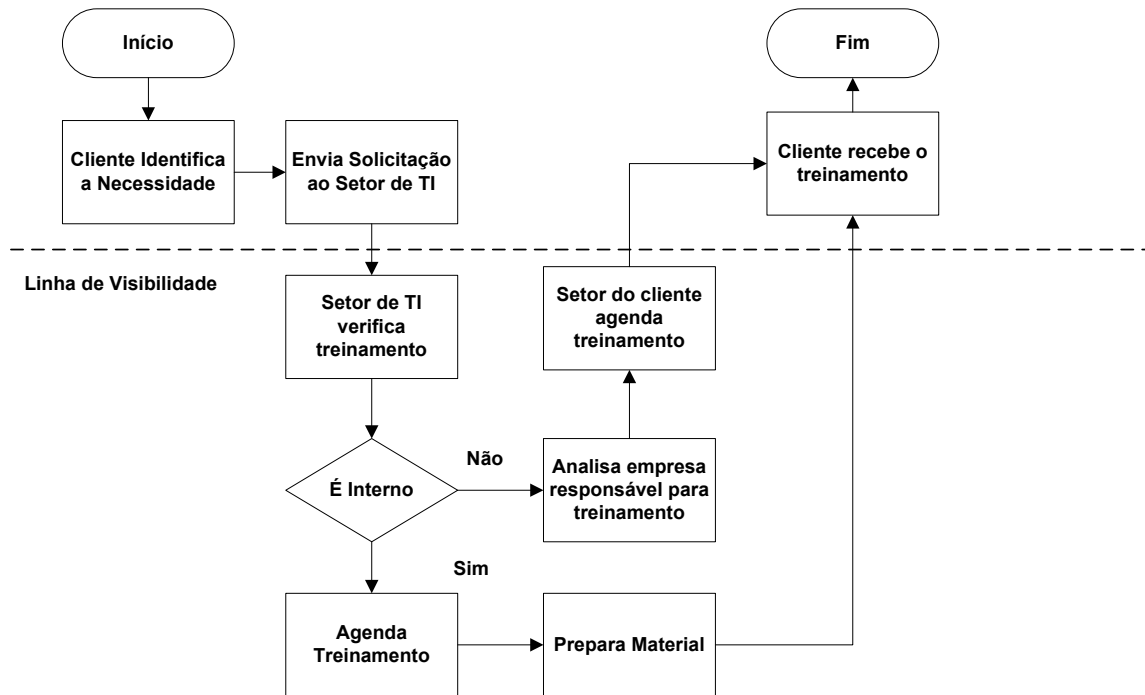 Início
Fim
Cliente Identifica
a Necessidade
Envia Solicitação
ao Setor de TI
Cliente recebe o
treinamento
Linha de Visibilidade
Setor de TI
verifica
treinamento
Setor do cliente
agenda
treinamento
É Interno
Não
Analisa empresa
responsável para
treinamento
Sim
Agenda
Treinamento
Prepara Material